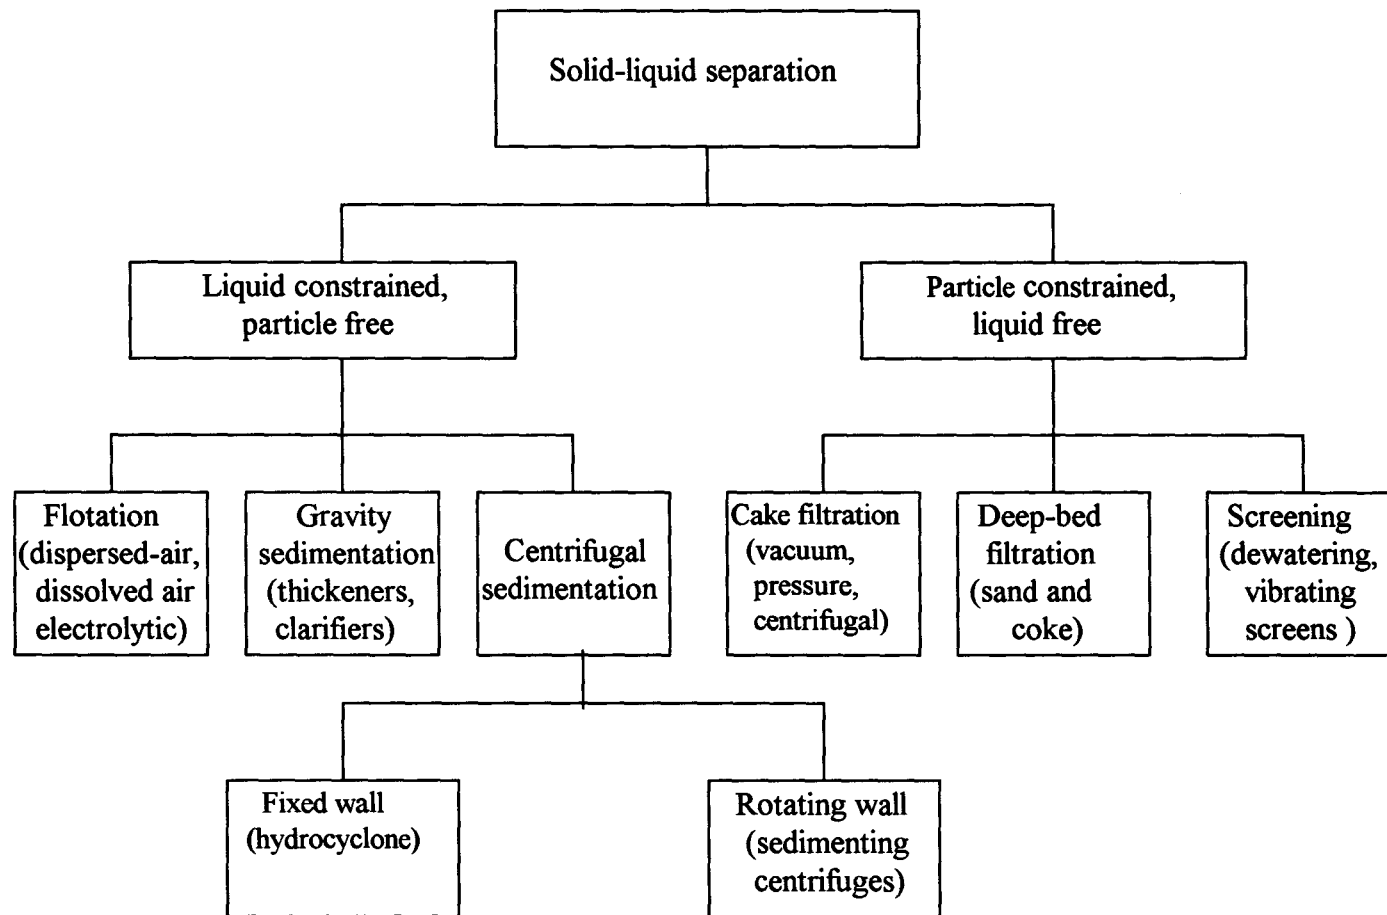 Solid-liquid separation
Liquid constrained,
particle free
Particle constrained,
liquid free
Flotation
(dispersed-air,
dissolved air
electrolytic)
Gravity
sedimentation
(thickeners,
clarifiers)
Centrifugal
sedimentation
Cake filtration
(vacuum,
pressure,
centrifugal)
Deep-bed
filtration
(sand and
coke)
Screening
(dewatering,
vibrating
screens )
Fixed wall
(hydrocyclone)
Rotating wall
(sedimenting
centrifuges)